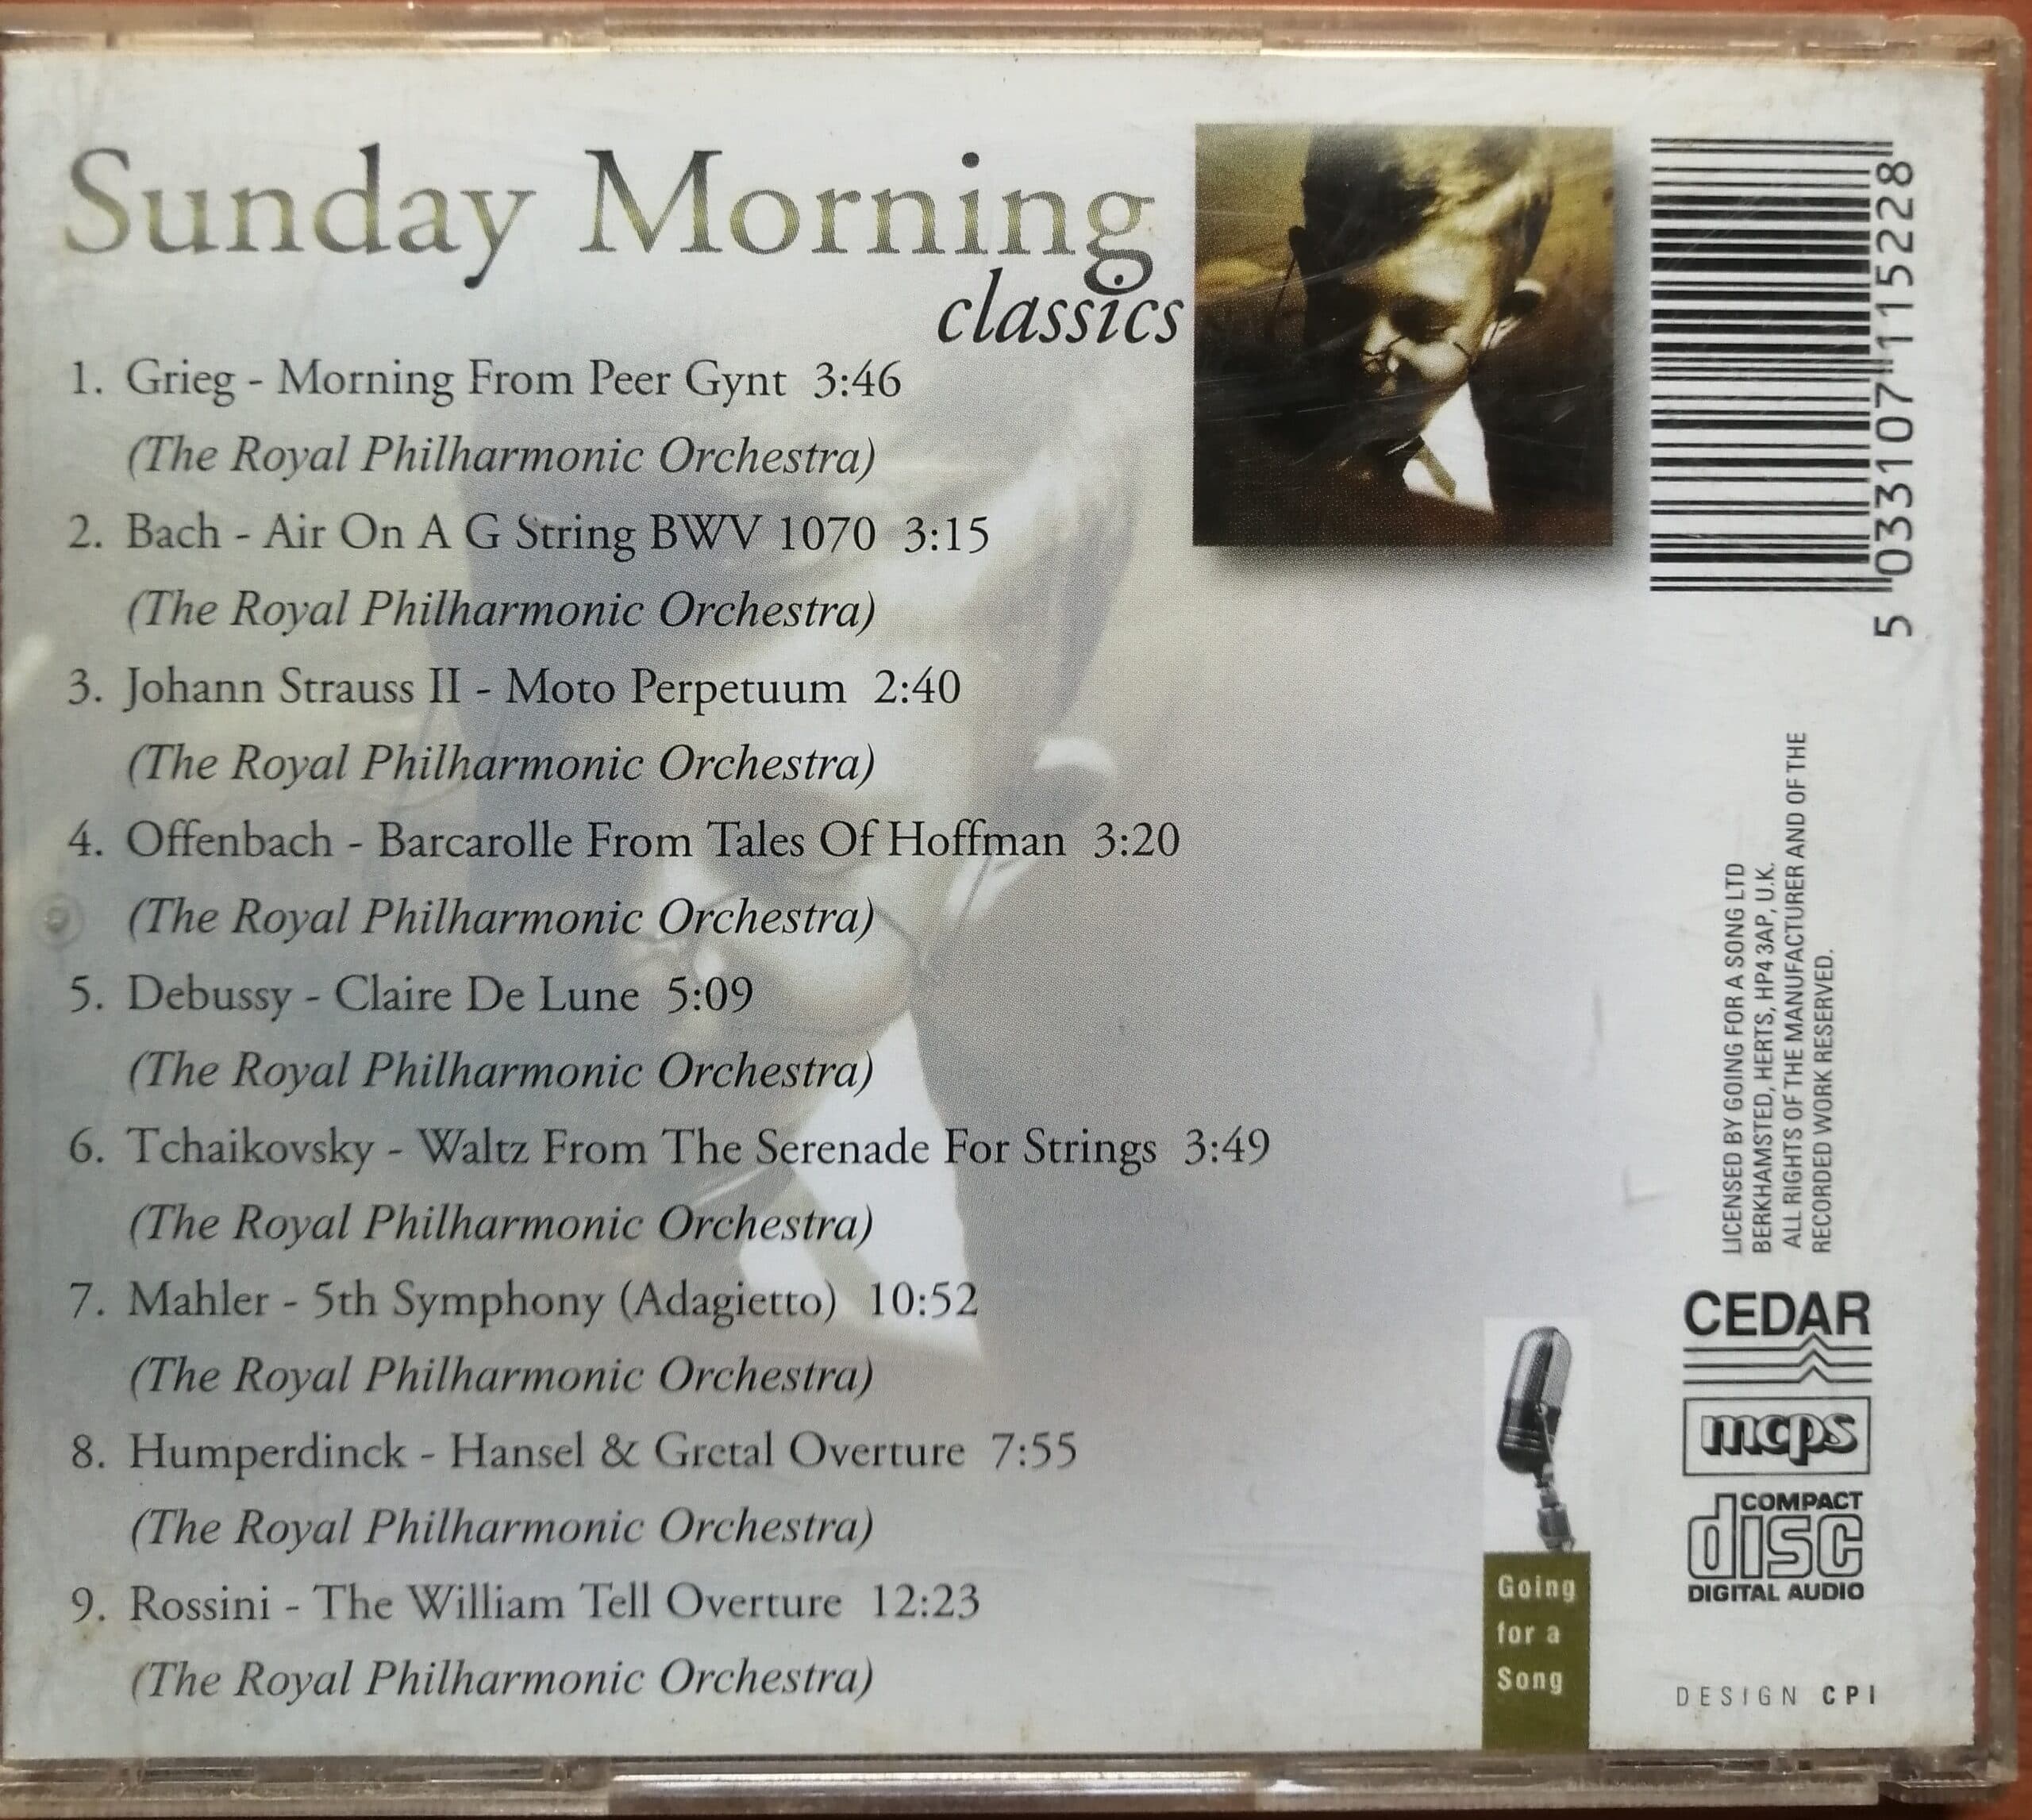 Sunday Morning
classics
1. Grieg - Morning From Peer Gynt 3:46
(The Royal Philharmonic Orchestra)
2. Bach - Air On A G String BWV 1070 3:15
(The Royal Philharmonic Orchestra)
3. Johann Strauss II - Moto Perpetuum 2:40
(The Royal Philharmonic Orchestra)
4. Offenbach - Barcarolle From Tales Of Hoffman 3:20
(The Royal Philharmonic Orchestra)
5. Debussy - Claire De Lune 5:09
(The Royal Philharmonic Orchestra)
6. Tchaikovsky - Waltz From The Serenade For Strings 3:49
(The Royal Philharmonic Orchestra)
7. Mahler - 5th Symphony (Adagietto) 10:52
(The Royal Philharmonic Orchestra)
8. Humperdinck - Hansel & Gretal Overture 7:55
(The Royal Philharmonic Orchestra)
9. Rossini - The William Tell Overture 12:23
(The Royal Philharmonic Orchestra)
5 033107 115228
LICENSED BY GOING FOR A SONG LTD
BERKHAMSTED, HERTS, HP4 3AP, U.K.
ALL RIGHTS OF THE MANUFACTURER AND OF THE
RECORDED WORK RESERVED.
CEDAR
mcps
COMPACT
disc
DIGITAL AUDIO
Going
for a
Song
DESIGN CPI